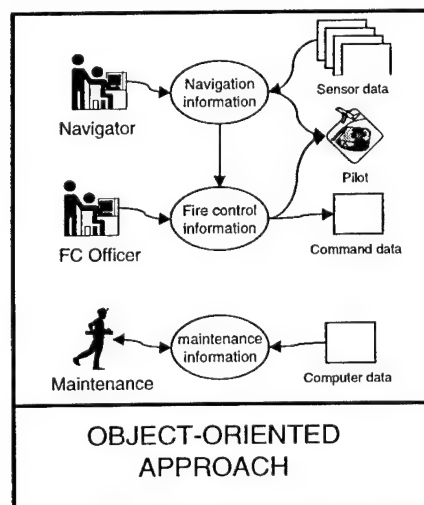 Navigation
information
Sensor data
Navigator
Pilot
Fire control
information
FC Officer
Command data
maintenance
information
Maintenance
Computer data
OBJECT-ORIENTED
APPROACH